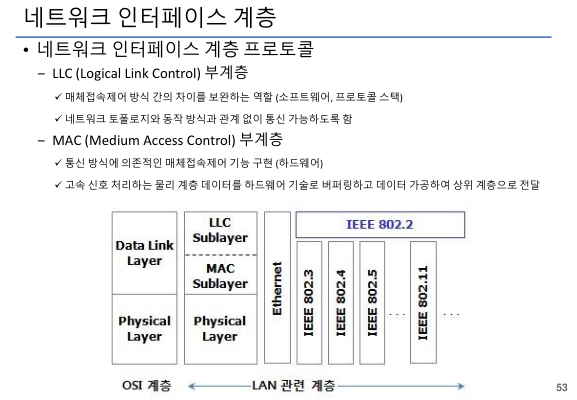 네트워크 인터페이스 계층
• 네트워크 인터페이스 계층 프로토콜
– LLC (Logical Link Control) 부계층
✓ 매체접속제어 방식 간의 차이를 보완하는 역할 (소프트웨어, 프로토콜 스택)
✓ 네트워크 토폴로지와 동작 방식과 관계 없이 통신 가능하도록 함
– MAC (Medium Access Control) 부계층
✓ 통신 방식에 의존적인 매체접속제어 기능 구현 (하드웨어)
✓ 고속 신호 처리하는 물리 계층 데이터를 하드웨어 기술로 버퍼링하고 데이터 가공하여 상위 계층으로 전달
Data Link
Layer
Physical
Layer
LLC
Sublayer
MAC
Sublayer
Physical
Layer
Ethernet
IEEE 802.2
IEEE 802.3
IEEE 802.4
IEEE 802.5
. . .
IEEE 802.11
. . .
OSI 계층
LAN 관련 계층
53